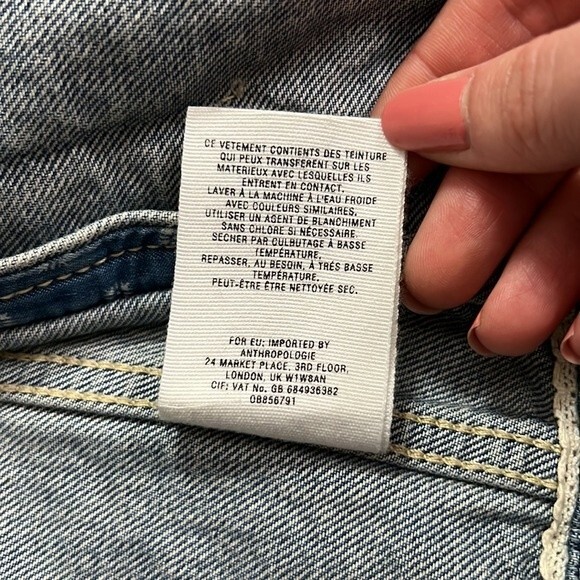 CE VETEMENT CONTIENTS DES TEINTURE
QUI PEUX TRANSFERENT SUR LES
MATERIEUX AVEC LESQUELLES ILS
ENTRENT EN CONTACT.
LAVER À LA MACHINE À L'EAU FROIDE
AVEC COULEURS SIMILAIRES,
UTILISER UN AGENT DE BLANCHIMENT
SANS CHLORE SI NÉCESSAIRE.
SÉCHER PAR CULBUTAGE À BASSE
TEMPÉRATURE.
REPASSER, AU BESOIN, À TRÉS BASSE
TEMPÉRATURE.
PEUT-ÊTRE ÊTRE NETTOYÉE SEC.
FOR EU: IMPORTED BY
ANTHROPOLOGIE
24 MARKET PLACE, 3RD FLOOR,
LONDON, UK W1W8AN
CIF: VAT No. GB 684936382
GB856791